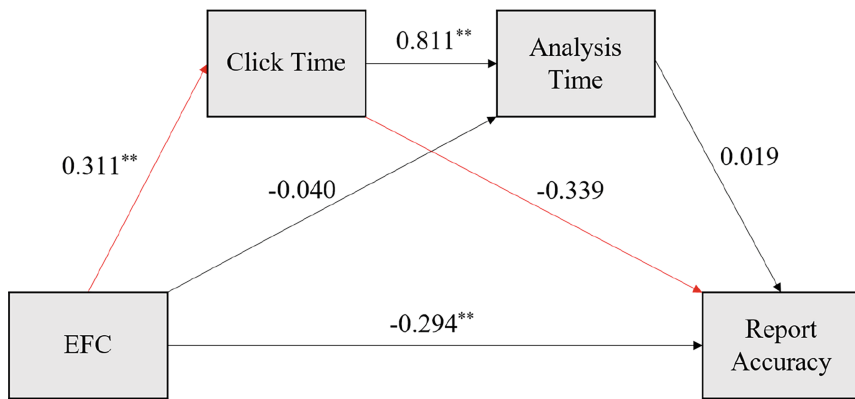 Click Time
0.811**
Analysis
Time
0.311**
-0.040
-0.339
0.019
EFC
-0.294**
Report
Accuracy